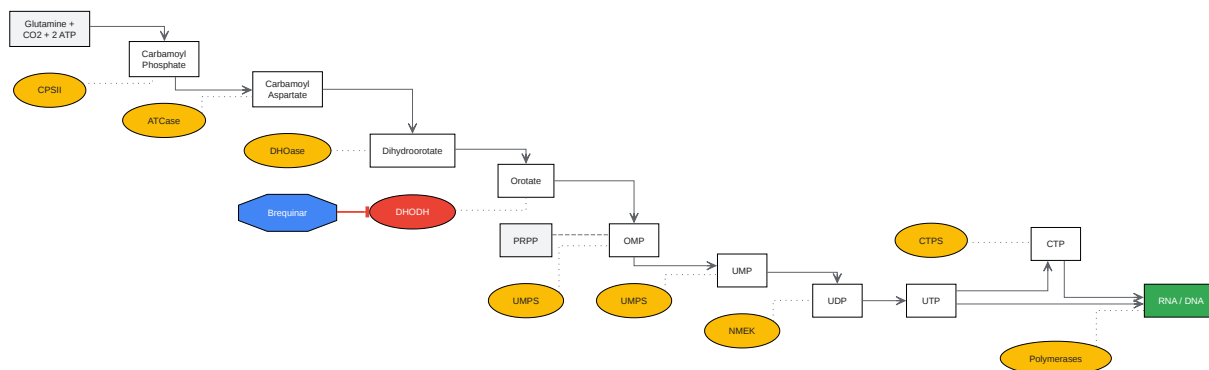 Glutamine +
CO2 + 2 ATP
Carbamoyl
Phosphate
CPSII
Carbamoyl
Aspartate
ATCase
DHOase
Dihydroorotate
Orotate
Brequinar
DHODH
PRPP
OMP
CTPS
CTP
UMP
UMPS
UMPS
UDP
UTP
RNA / DNA
NMEK
Polymerases